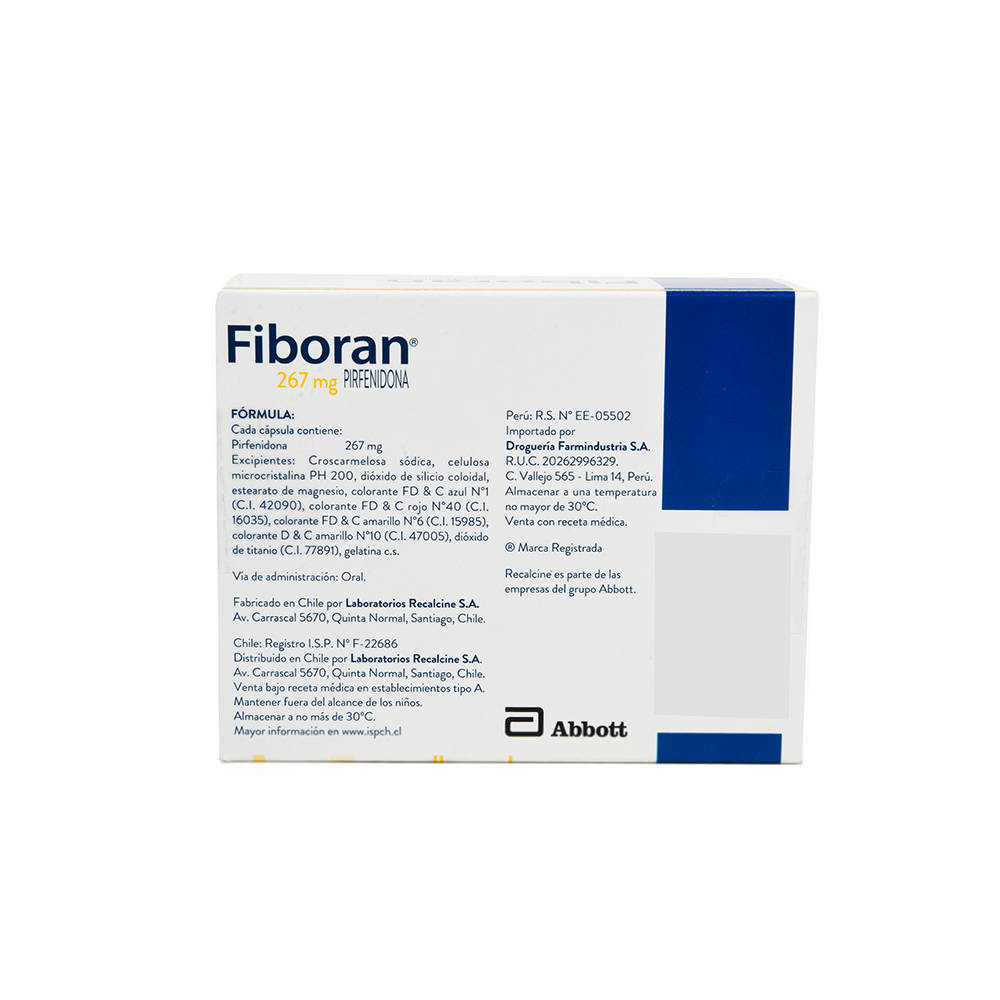 Fiboran®
267 mg PIRFENIDONA
FÓRMULA:
Cada cápsula contiene:
Pirfenidona 267 mg
Excipientes: Croscarmelosa sódica, celulosa
microcristalina PH 200, dióxido de silicio coloidal,
estearato de magnesio, colorante FD & C azul N°1
(C.I. 42090), colorante FD & C rojo N°40 (C.I.
16035), colorante FD & C amarillo N°6 (C.I. 15985),
colorante D & C amarillo N°10 (C.I. 47005), dióxido
de titanio (C.I. 77891), gelatina c.s.
Vía de administración: Oral.
Fabricado en Chile por Laboratorios Recalcine S.A.
Av. Carrascal 5670, Quinta Normal, Santiago, Chile.
Chile: Registro I.S.P. N° F-22686
Distribuido en Chile por Laboratorios Recalcine S.A.
Av. Carrascal 5670, Quinta Normal, Santiago, Chile.
Venta bajo receta médica en establecimientos tipo A.
Mantener fuera del alcance de los niños.
Almacenar a no más de 30°C.
Mayor información en www.ispch.cl
Perú: R.S. N° EE-05502
Importado por
Droguería Farmindustria S.A.
R.U.C. 20262996329.
C. Vallejo 565 - Lima 14, Perú.
Almacenar a una temperatura
no mayor de 30°C.
Venta con receta médica.
® Marca Registrada
Recalcine es parte de las
empresas del grupo Abbott.
Abbott